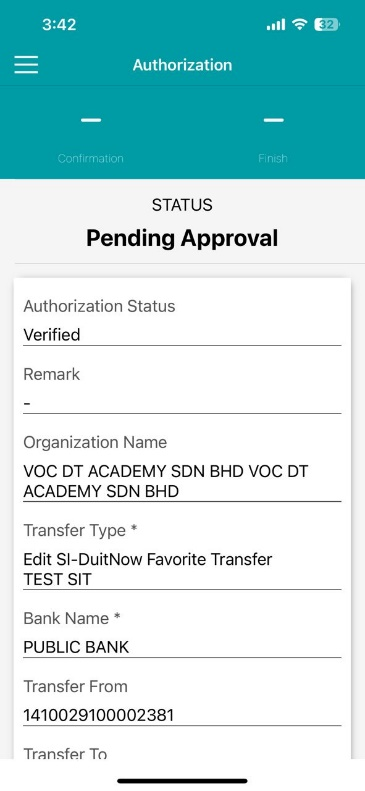 3:42
32
Authorization
Confirmation
Finish
STATUS
Pending Approval
Authorization Status
Verified
Remark
-
Organization Name
VOC DT ACADEMY SDN BHD VOC DT
ACADEMY SDN BHD
Transfer Type *
Edit SI-DuitNow Favorite Transfer
TEST SIT
Bank Name *
PUBLIC BANK
Transfer From
1410029100002381
Transfer To